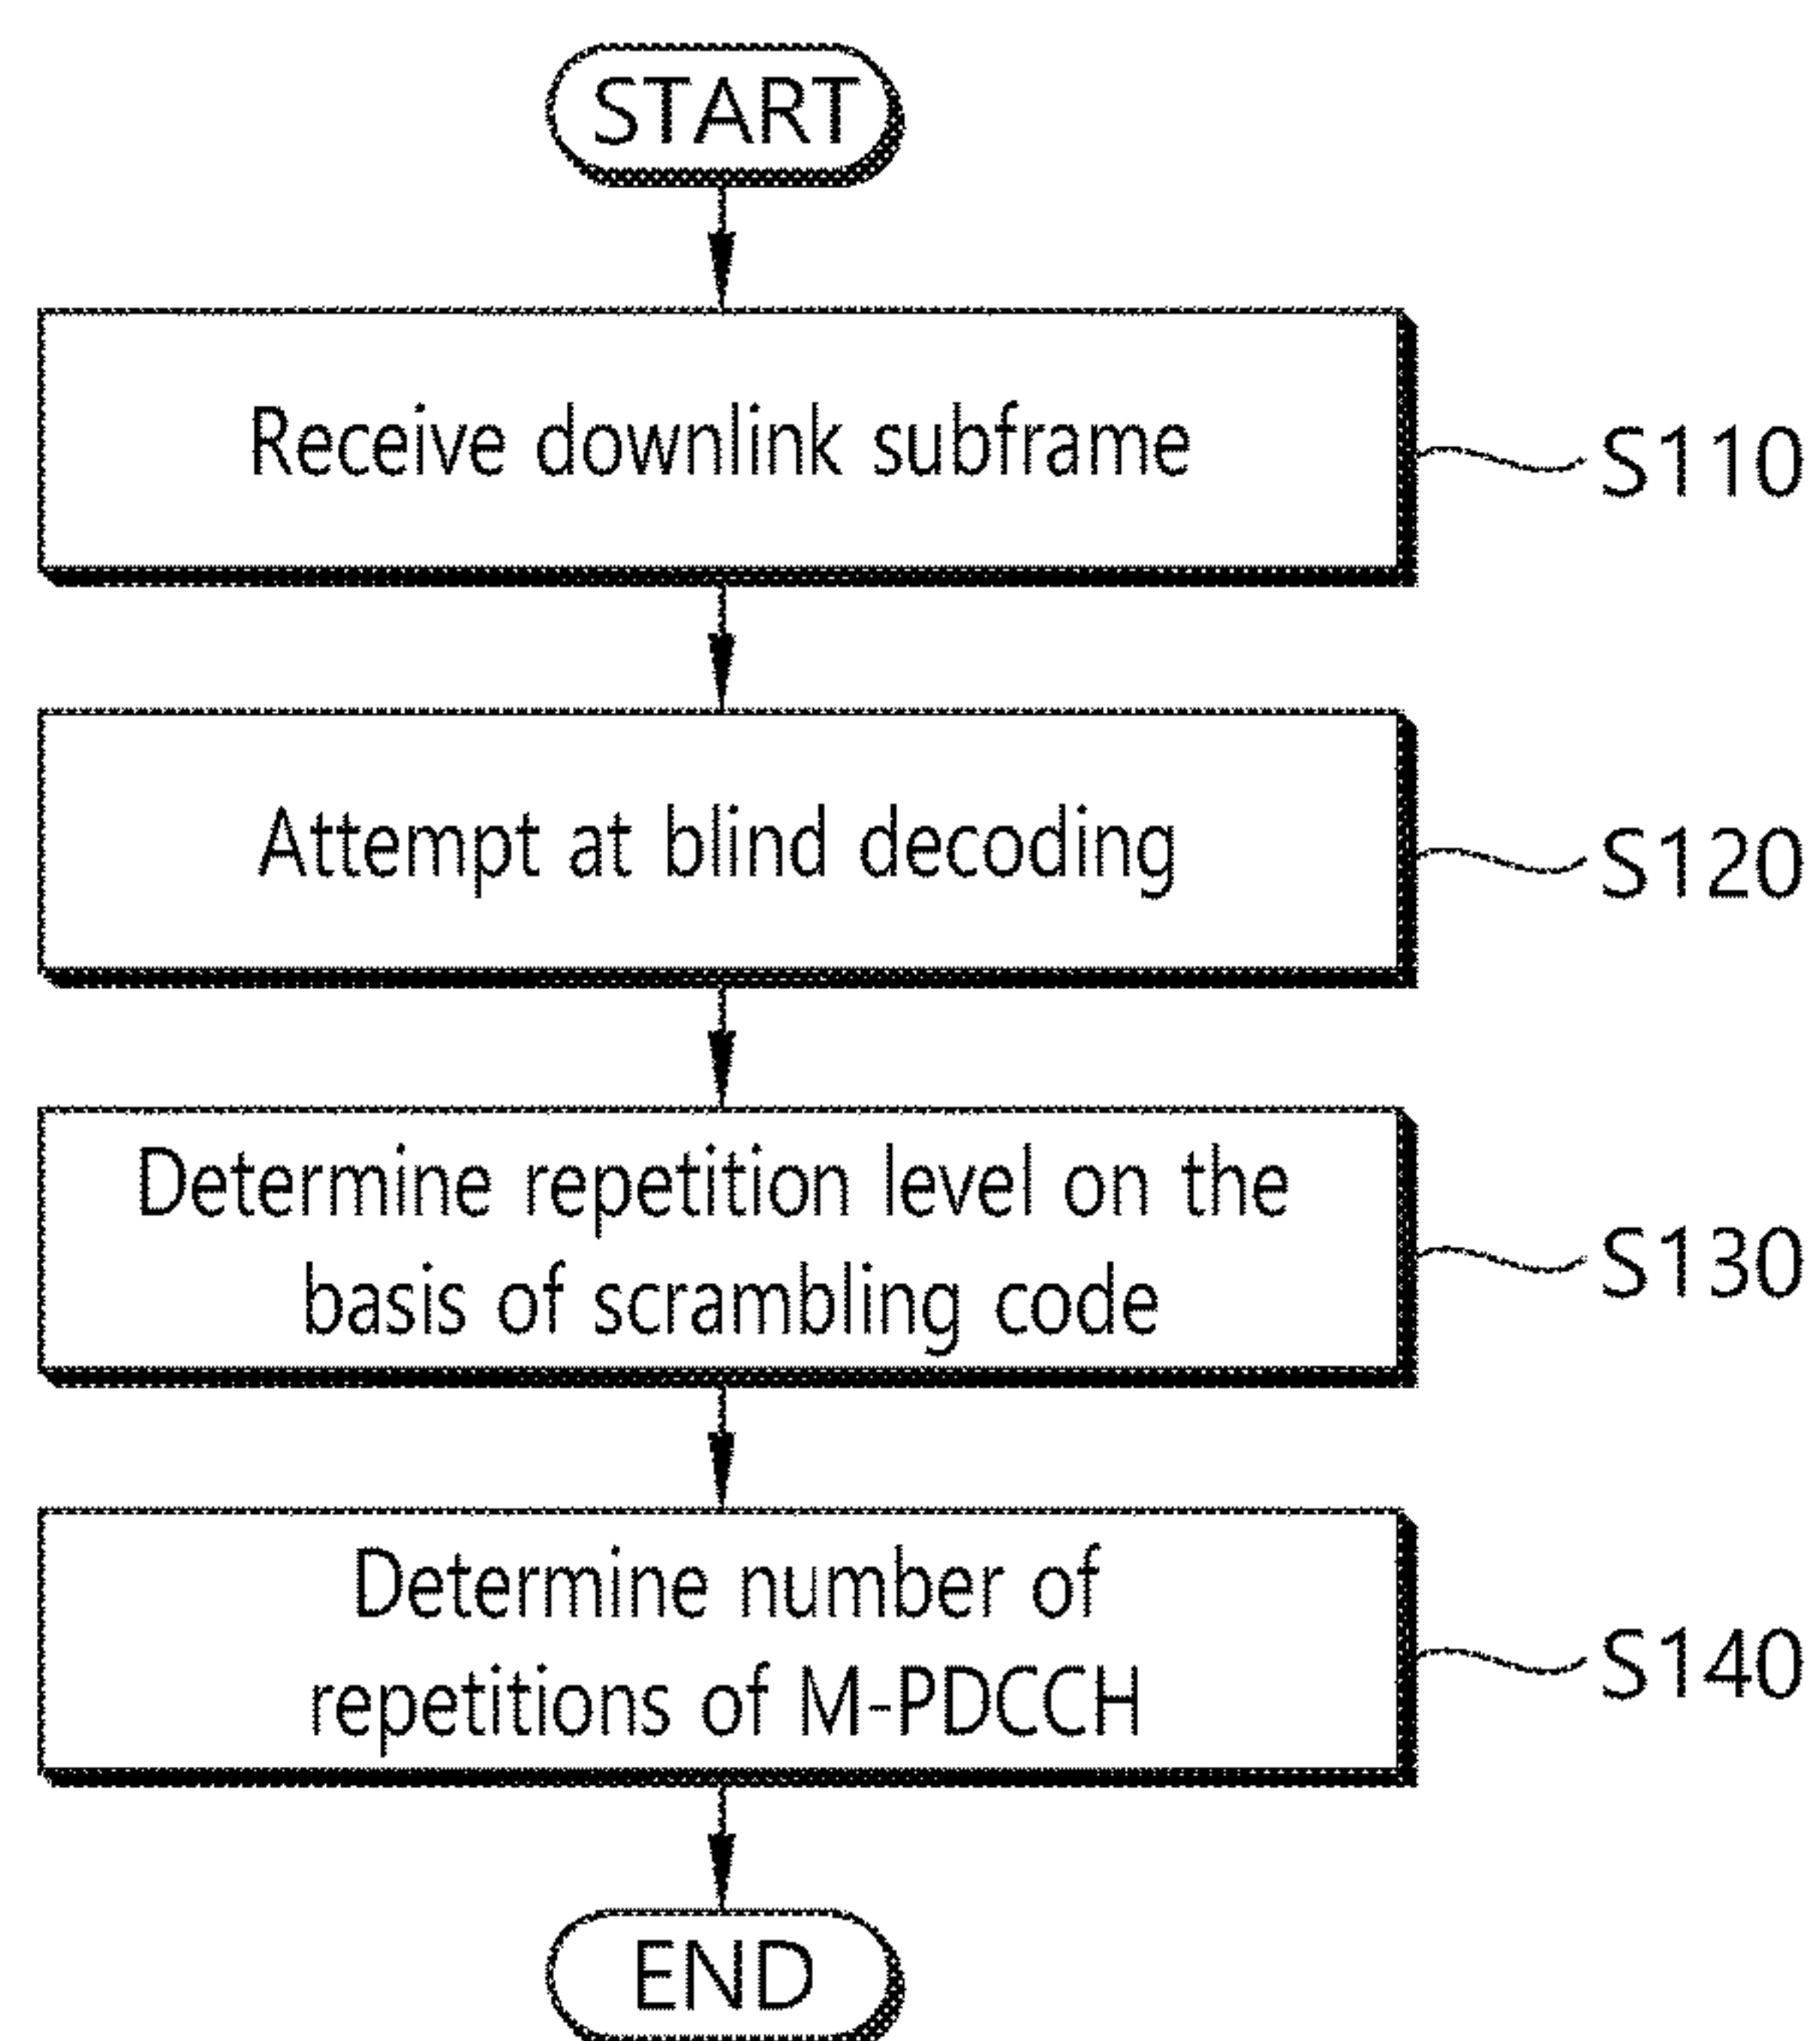 START
Receive downlink subframe
S110
Attempt at blind decoding
S120
Determine repetition level on the
basis of scrambling code
S130
Determine number of
repetitions of M-PDCCH
S140
END